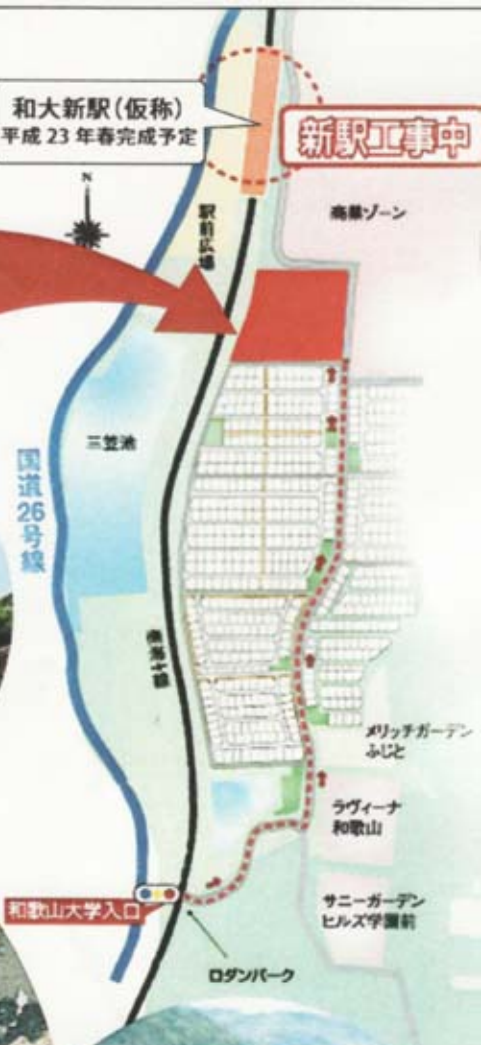 和大新駅(仮称)
平成23年春完成予定
新駅工事中
N
駅前広場
商業ゾーン
三笠池
国道26号線
メリッチガーデン
ふじと
ラヴィーナ
和歌山
和歌山大学入口
サニーガーデン
ヒルズ学園前
ロダンパーク